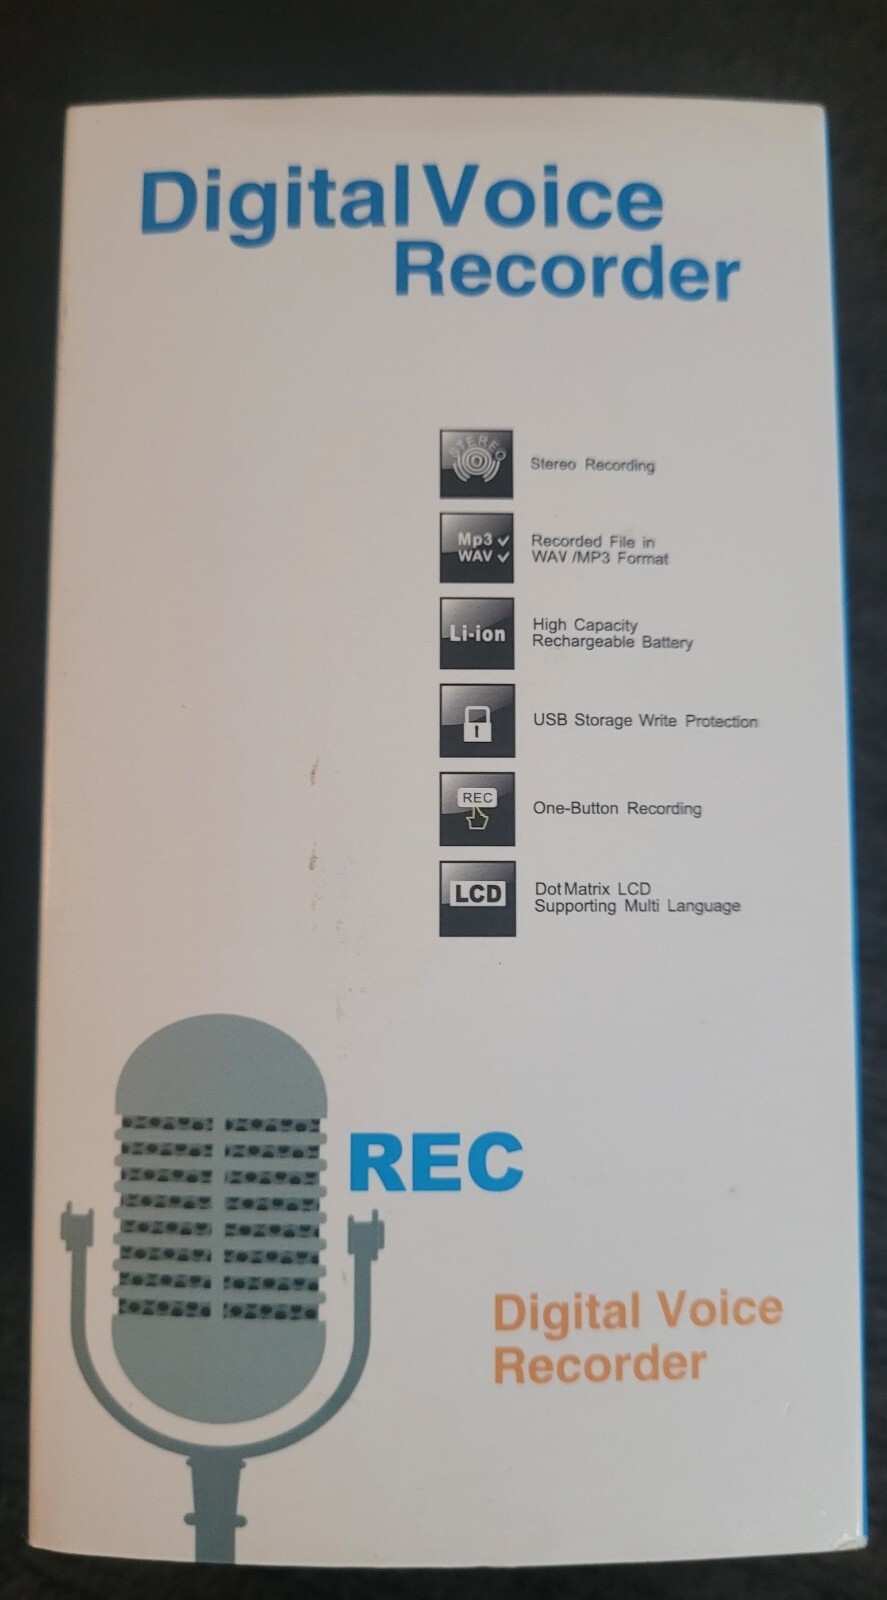 Digital Voice
Recorder
STEREO
Stereo Recording
Mp3
WAV
Recorded File in
WAV /MP3 Format
Li-ion
High Capacity
Rechargeable Battery
USB Storage Write Protection
REC
One-Button Recording
LCD
Dot Matrix LCD
Supporting Multi Language
REC
Digital Voice
Recorder